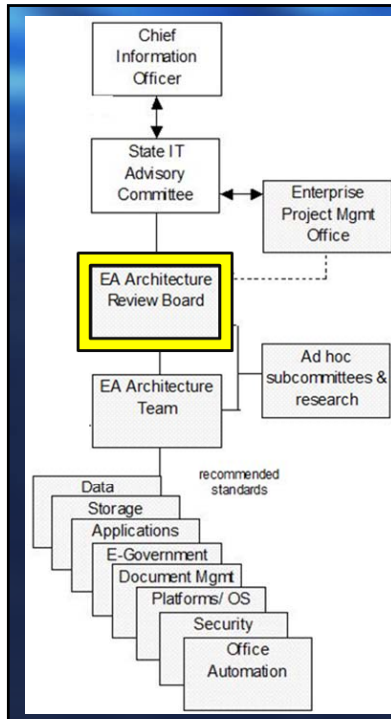 Chief
Information
Officer
State IT
Advisory
Committee
Enterprise
Project Mgmt
Office
EA Architecture
Review Board
Ad hoc
subcommittees &
research
EA Architecture
Team
recommended
standards
Data
Storage
Applications
E-Government
Document Mgmt
Platforms/ OS
Security
Office
Automation